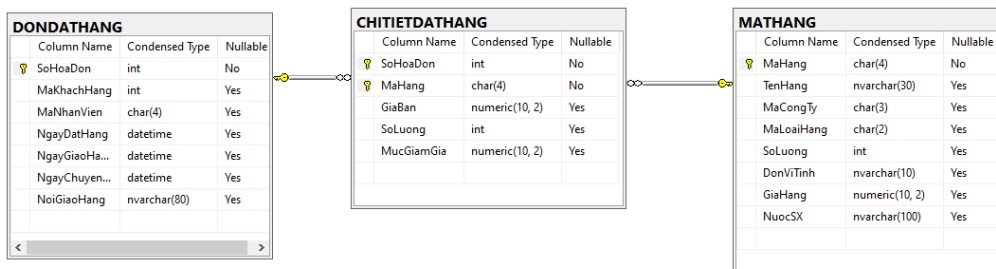 DONDATHANG
Column Name Condensed Type Nullable
SoHoaDon int No
MaKhachHang int Yes
MaNhanVien char(4) Yes
NgayDatHang datetime Yes
NgayGiaoHa... datetime Yes
NgayChuyen... datetime Yes
NoiGiaoHang nvarchar(80) Yes
CHITIETDATHANG
Column Name Condensed Type Nullable
SoHoaDon int No
MaHang char(4) No
GiaBan numeric(10, 2) Yes
SoLuong int Yes
MucGiamGia numeric(10, 2) Yes
MATHANG
Column Name Condensed Type Nullable
MaHang char(4) No
TenHang nvarchar(30) Yes
MaCongTy char(3) Yes
MaLoaiHang char(2) Yes
SoLuong int Yes
DonViTinh nvarchar(10) Yes
GiaHang numeric(10, 2) Yes
NuocSX nvarchar(100) Yes